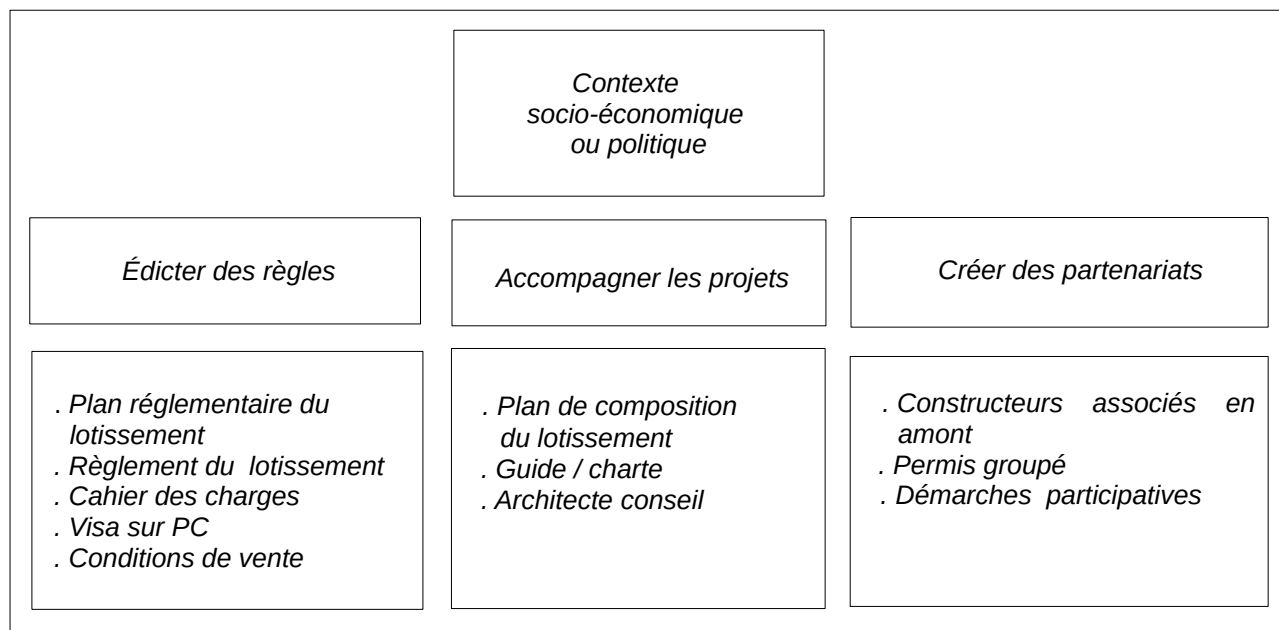 Contexte
socio-économique
ou politique
Édicter des règles
Accompagner les projets
Créer des partenariats
. Plan réglementaire du
lotissement
. Règlement du lotissement
. Cahier des charges
. Visa sur PC
. Conditions de vente
. Plan de composition
du lotissement
. Guide / charte
. Architecte conseil
. Constructeurs associés en
amont
. Permis groupé
. Démarches participatives